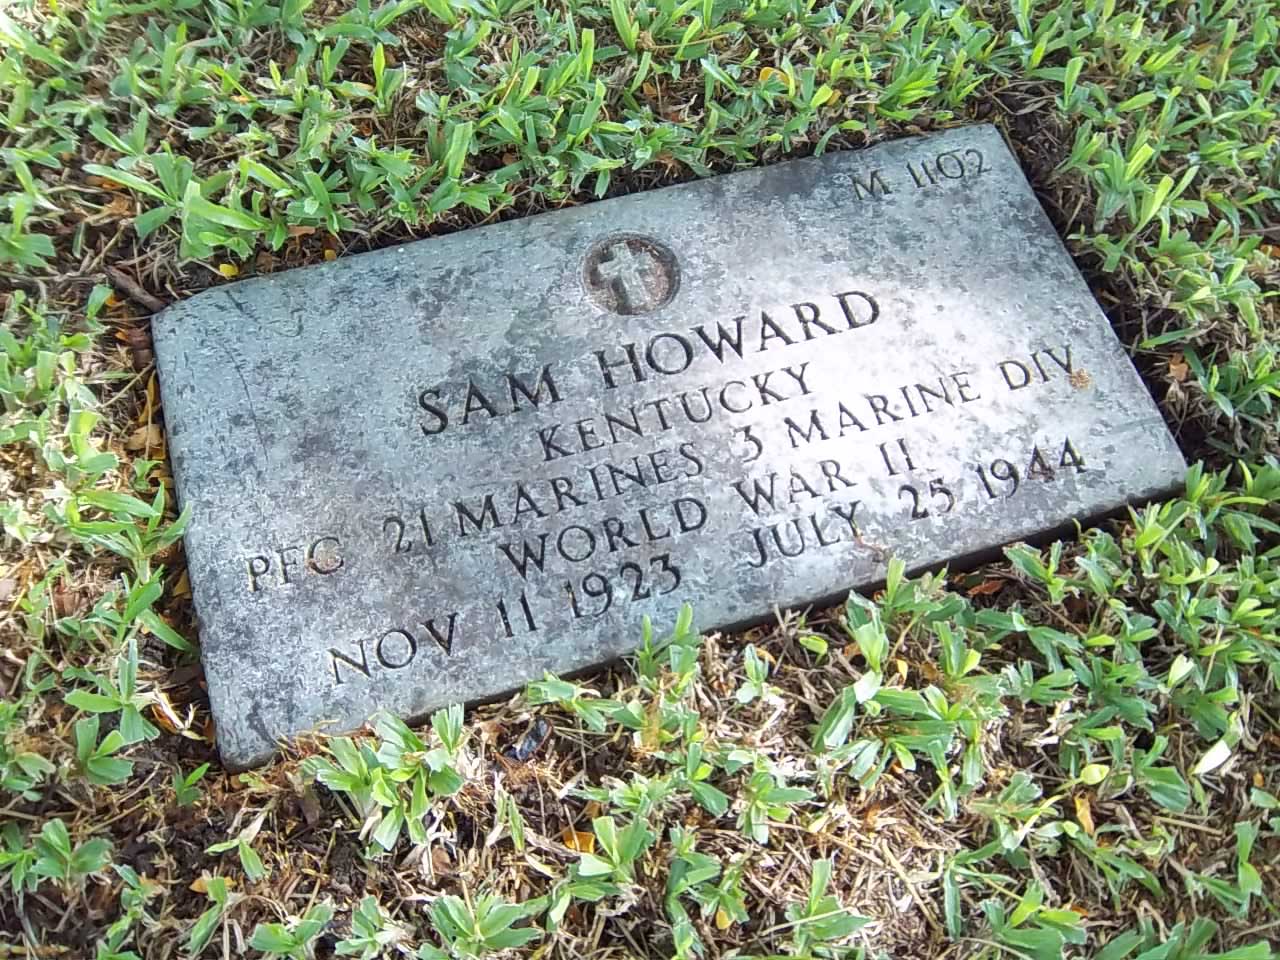 M 1102
SAM HOWARD
KENTUCKY
PFC 21 MARINES 3 MARINE DIV
WORLD WAR II
NOV 11 1923 JULY 25 1944